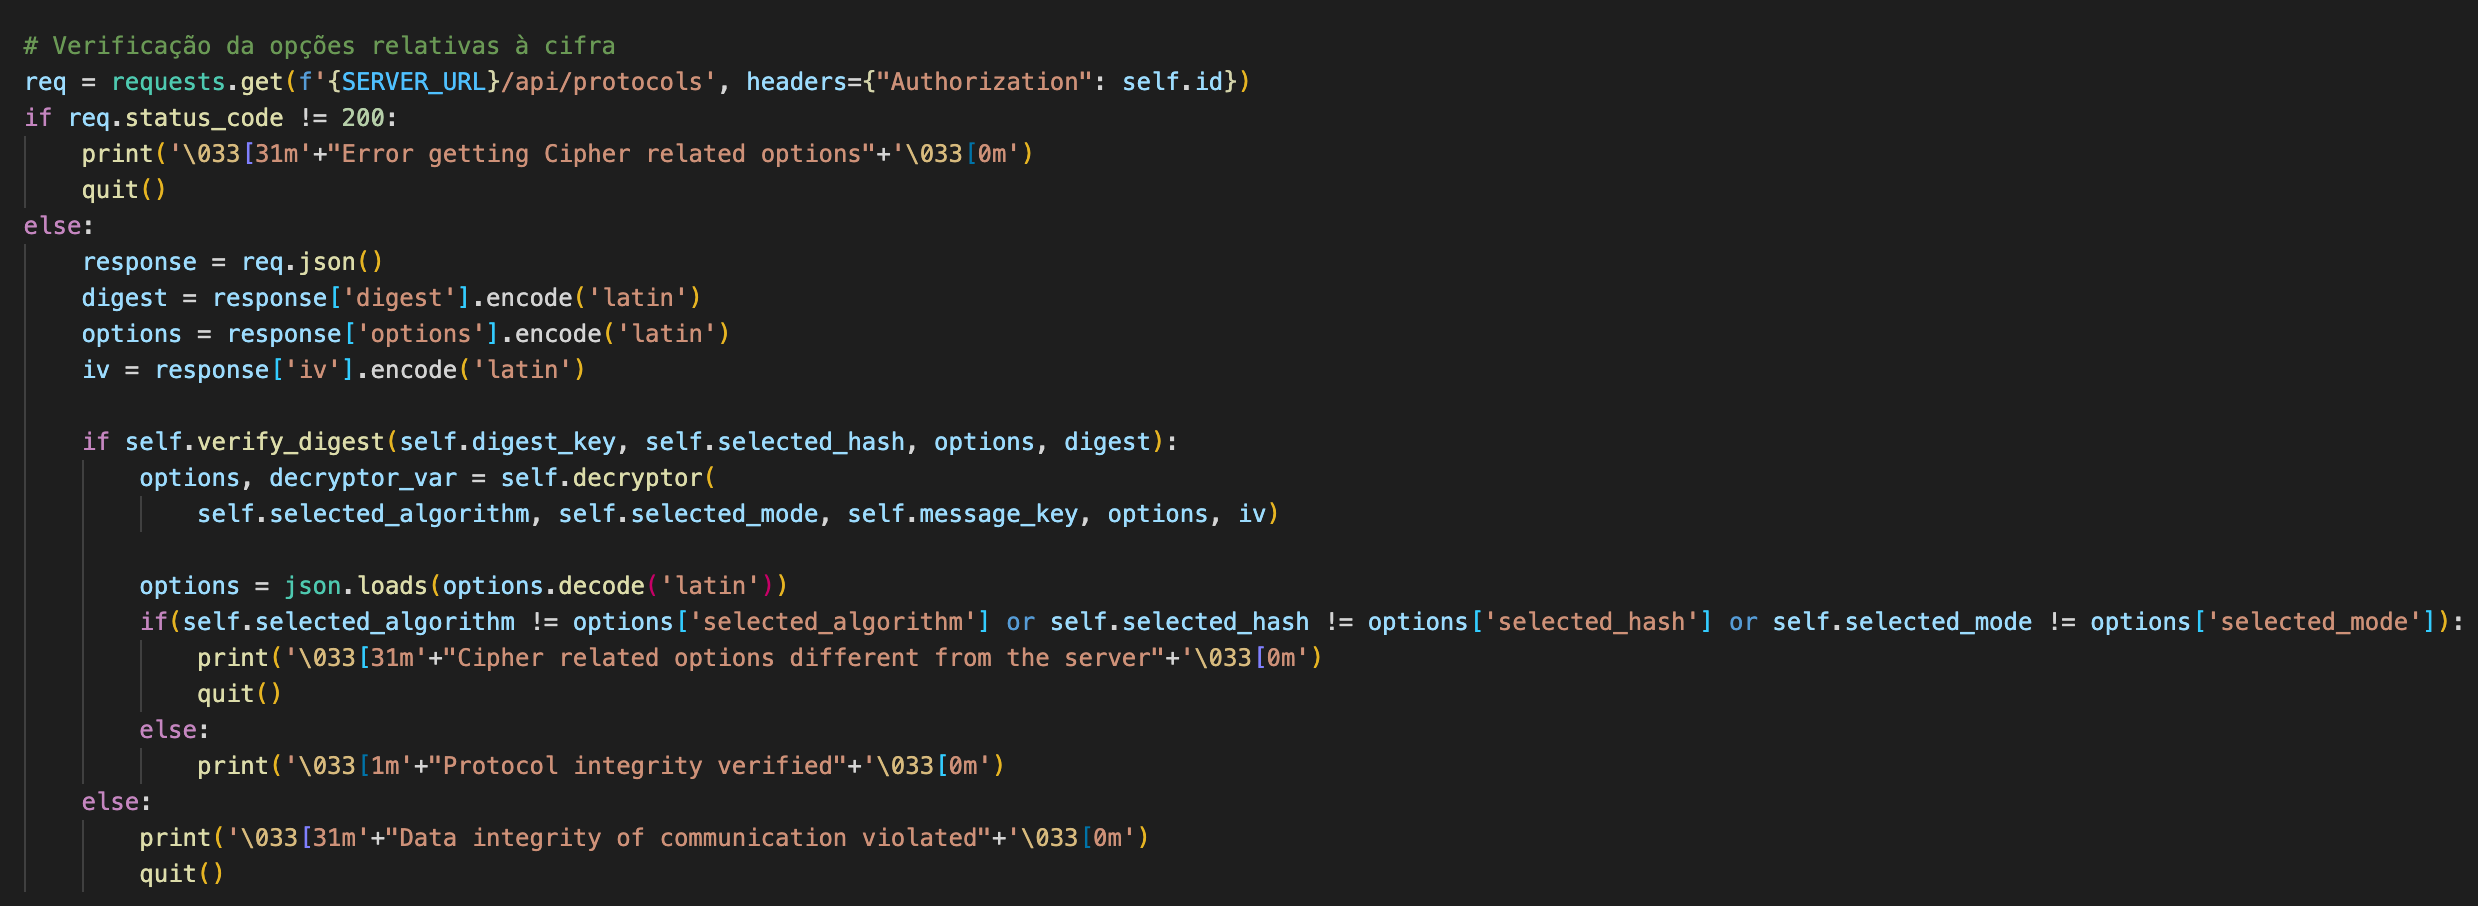 # Verificação da opções relativas à cifra
req = requests.get(f'{SERVER_URL}/api/protocols', headers={"Authorization": self.id})
if req.status_code != 200:
    print('\033[31m'+"Error getting Cipher related options"+'\033[0m')
    quit()
else:
    response = req.json()
    digest = response['digest'].encode('latin')
    options = response['options'].encode('latin')
    iv = response['iv'].encode('latin')

    if self.verify_digest(self.digest_key, self.selected_hash, options, digest):
        options, decryptor_var = self.decryptor(
            self.selected_algorithm, self.selected_mode, self.message_key, options, iv)

        options = json.loads(options.decode('latin'))
        if(self.selected_algorithm != options['selected_algorithm'] or self.selected_hash != options['selected_hash'] or self.selected_mode != options['selected_mode']):
            print('\033[31m'+"Cipher related options different from the server"+'\033[0m')
            quit()
        else:
            print('\033[1m'+"Protocol integrity verified"+'\033[0m')
    else:
        print('\033[31m'+"Data integrity of communication violated"+'\033[0m')
        quit()